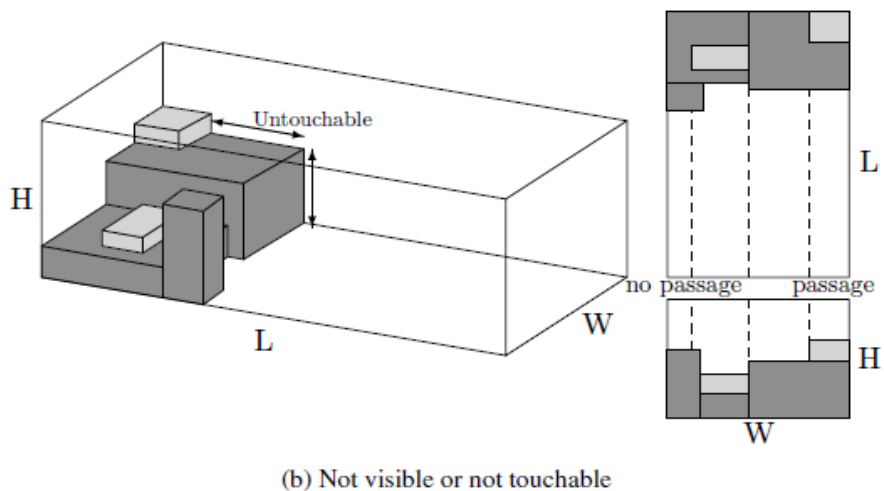 Untouchable
H
L
W
L
no passage
passage
H
W
(b) Not visible or not touchable